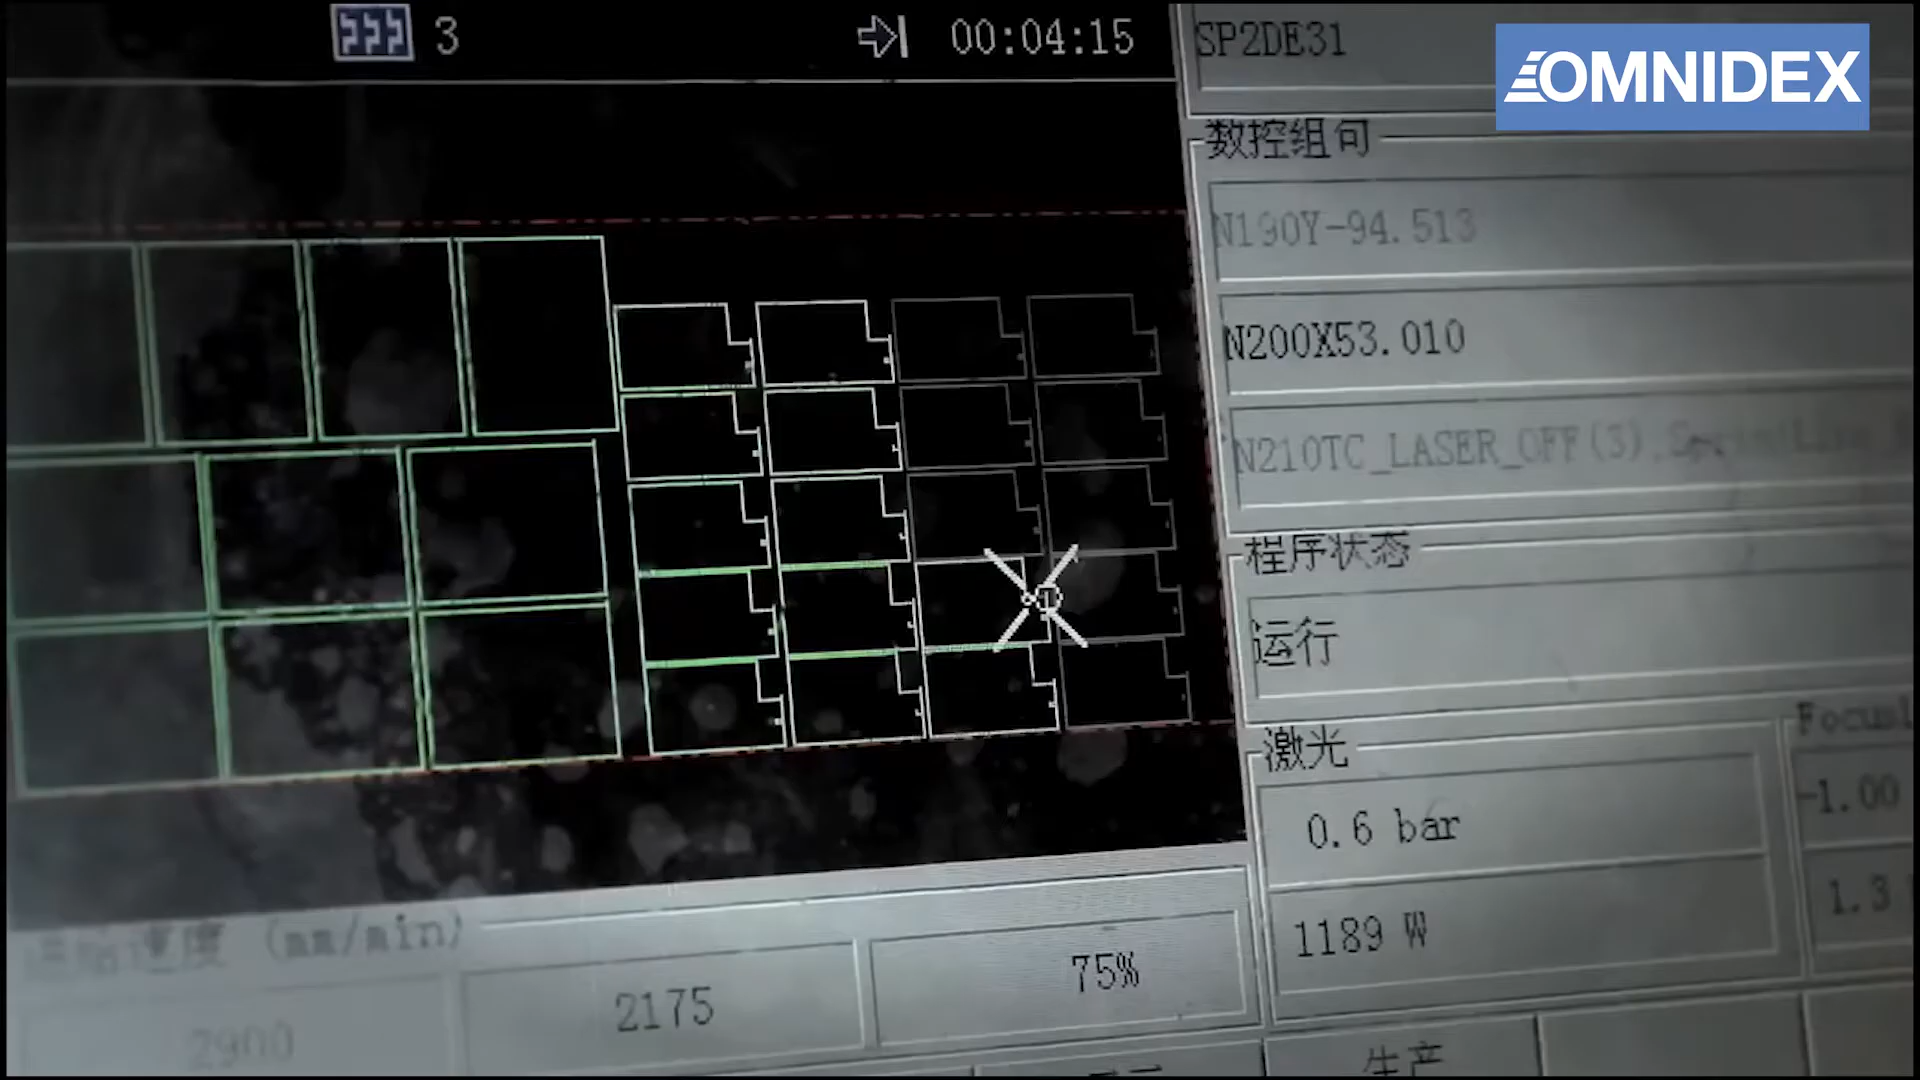 3
00:04:15
SP2DE31
OMNIDEX
数控组句
N190Y-94.513
N200X53.010
N210TC_LASER_OFF(3)
程序状态
运行
激光
0.6 bar
1189 W
-1.00
1.3
速度 (mm/min)
2900
2175
75%
生产